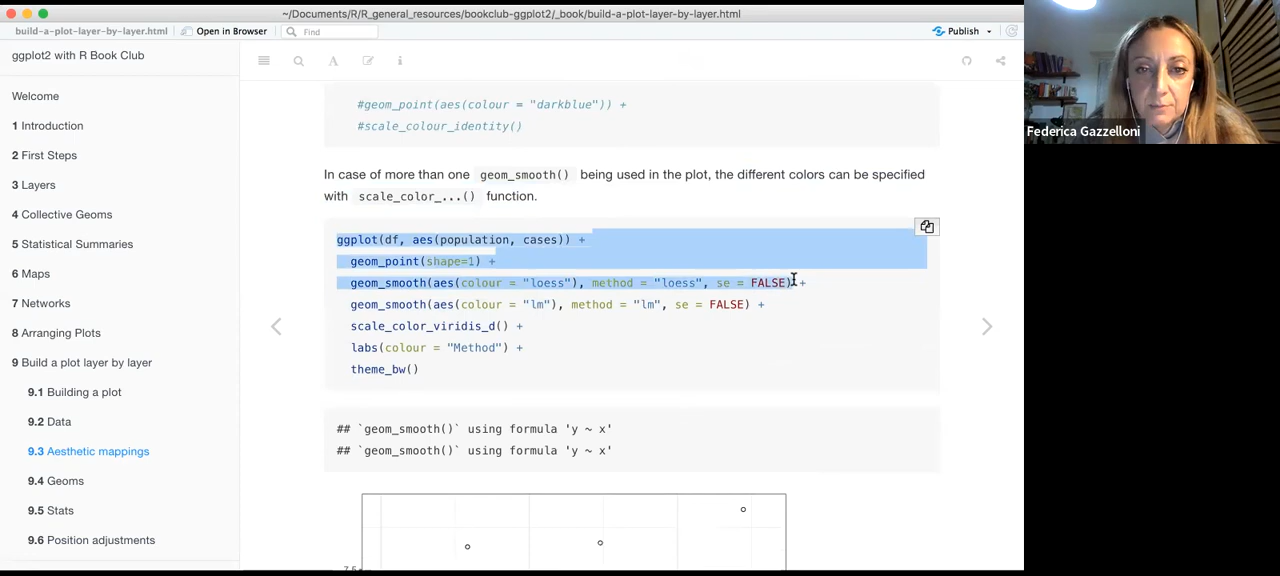 ~/Documents/R/R_general_resources/bookclub-ggplot2/_book/build-a-plot-layer-by-layer.html
build-a-plot-layer-by-layer.html
Open in Browser
Find
Publish
ggplot2 with R Book Club
Welcome
1 Introduction
2 First Steps
3 Layers
4 Collective Geoms
5 Statistical Summaries
6 Maps
7 Networks
8 Arranging Plots
9 Build a plot layer by layer
9.1 Building a plot
9.2 Data
9.3 Aesthetic mappings
9.4 Geoms
9.5 Stats
9.6 Position adjustments
A
i
#geom_point(aes(colour = "darkblue")) +
#scale_colour_identity()
In case of more than one geom_smooth() being used in the plot, the different colors can be specified
with scale_color_...() function.
ggplot(df, aes(population, cases)) +
geom_point(shape=1) +
geom_smooth(aes(colour = "loess"), method = "loess", se = FALSE) +
geom_smooth(aes(colour = "lm"), method = "lm", se = FALSE) +
scale_color_viridis_d() +
labs(colour = "Method") +
theme_bw()
## `geom_smooth()` using formula 'y ~ x'
## `geom_smooth()` using formula 'y ~ x'
7.5
Federica Gazzelloni